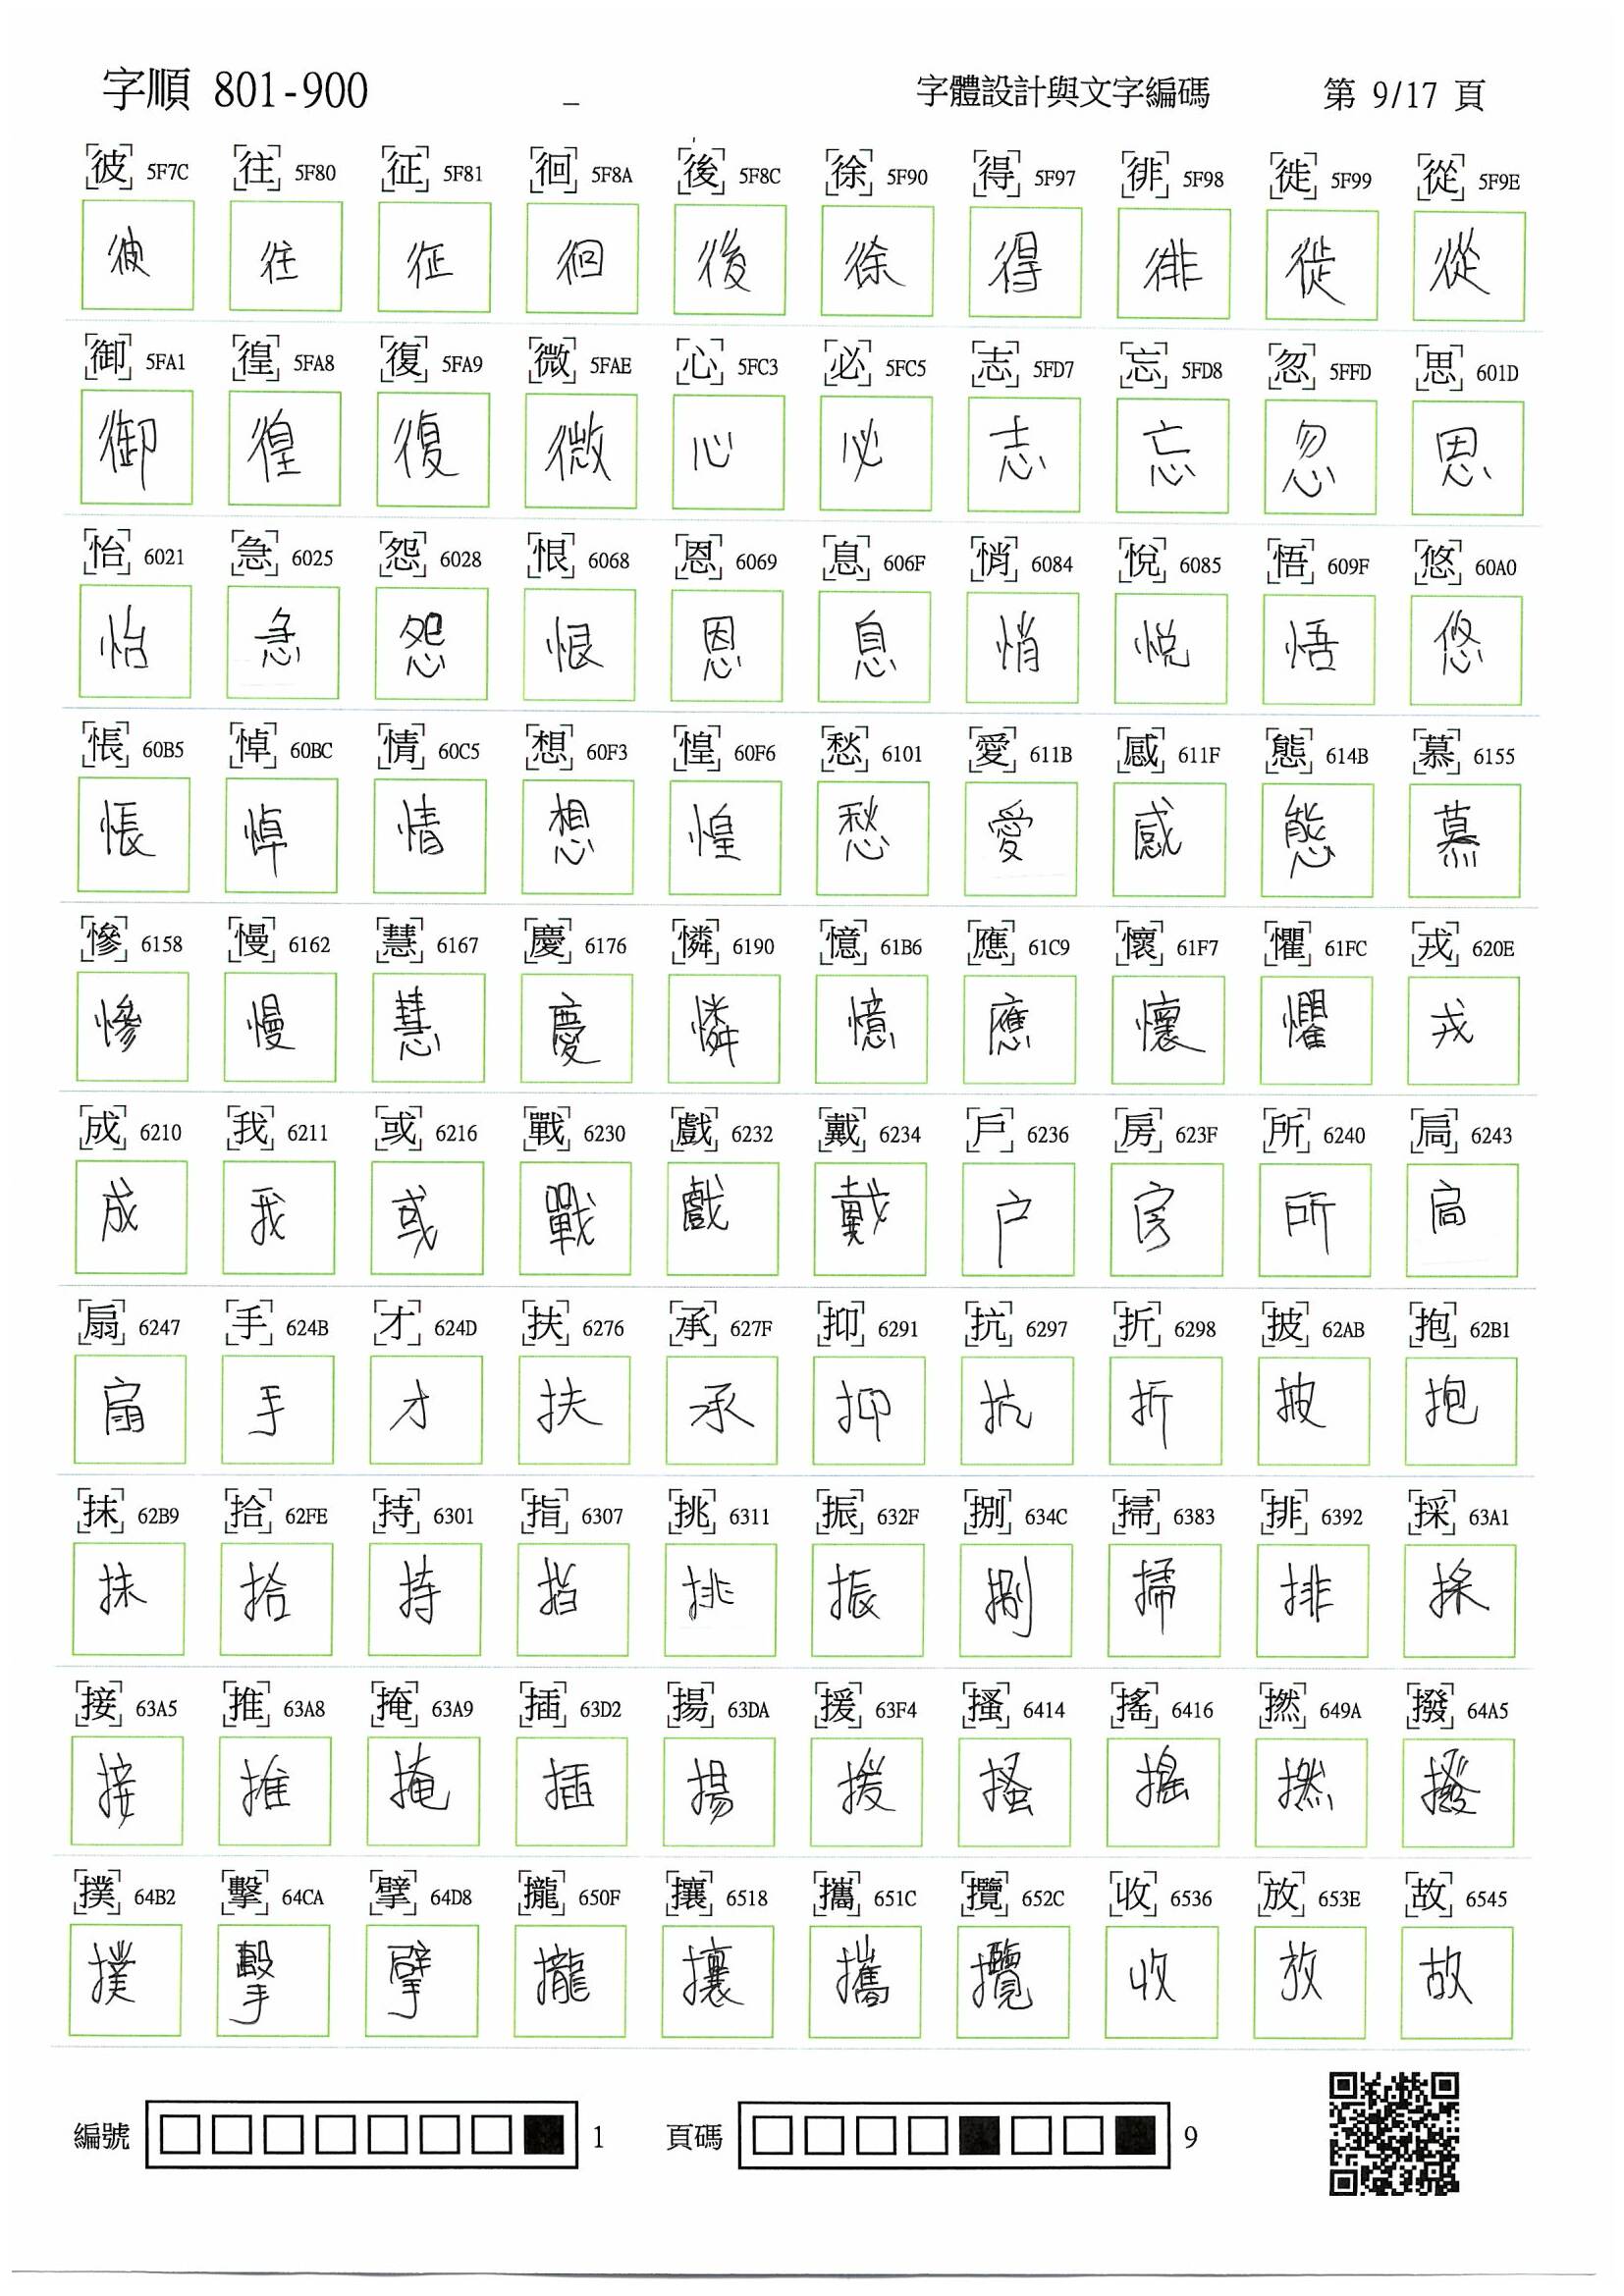 字順 801-900 _ 字體設計與文字編碼 第 9/17 頁
彼 5F7C 往 5F80 征 5F81 徊 5F8A 後 5F8C 徐 5F90 得 5F97 徘 5F98 徙 5F99 從 5F9E
彼 往 征 徊 後 徐 得 徘 徙 從
御 5FA1 徨 5FA8 復 5FA9 微 5FAE 心 5FC3 必 5FC5 志 5FD7 忘 5FD8 忽 5FFD 思 601D
御 徨 復 微 心 必 志 忘 忽 恩
怡 6021 急 6025 怨 6028 恨 6068 恩 6069 息 606F 悄 6084 悅 6085 悟 609F 悠 60A0
怡 急 怨 恨 恩 息 悄 悅 悟 悠
悵 60B5 悼 60BC 情 60C5 想 60F3 惶 60F6 愁 6101 愛 611B 感 611F 態 614B 慕 6155
悵 悼 情 想 惶 愁 愛 感 態 慕
慘 6158 慢 6162 慧 6167 慶 6176 憐 6190 憶 61B6 應 61C9 懷 61F7 懼 61FC 戎 620E
慘 慢 慧 慶 憐 憶 應 懷 懼 戎
成 6210 我 6211 或 6216 戰 6230 戲 6232 戴 6234 戶 6236 房 623F 所 6240 扃 6243
成 我 或 戰 戲 戴 戶 房 所 扃
扇 6247 手 624B 才 624D 扶 6276 承 627F 抑 6291 抗 6297 折 6298 披 62AB 抱 62B1
扇 手 才 扶 承 抑 抗 折 披 抱
抹 62B9 拾 62FE 持 6301 指 6307 挑 6311 振 632F 捌 634C 掃 6383 排 6392 採 63A1
抹 拾 持 指 挑 振 捌 掃 排 採
接 63A5 推 63A8 掩 63A9 插 63D2 揚 63DA 援 63F4 搔 6414 搖 6416 撚 649A 撥 64A5
接 推 掩 插 揚 援 搔 搖 撚 撥
撲 64B2 擊 64CA 擘 64D8 攏 650F 攘 6518 攜 651C 攬 652C 收 6536 放 653E 故 6545
撲 擊 擘 攏 攘 攜 攬 收 放 故
編號 1 頁碼 9